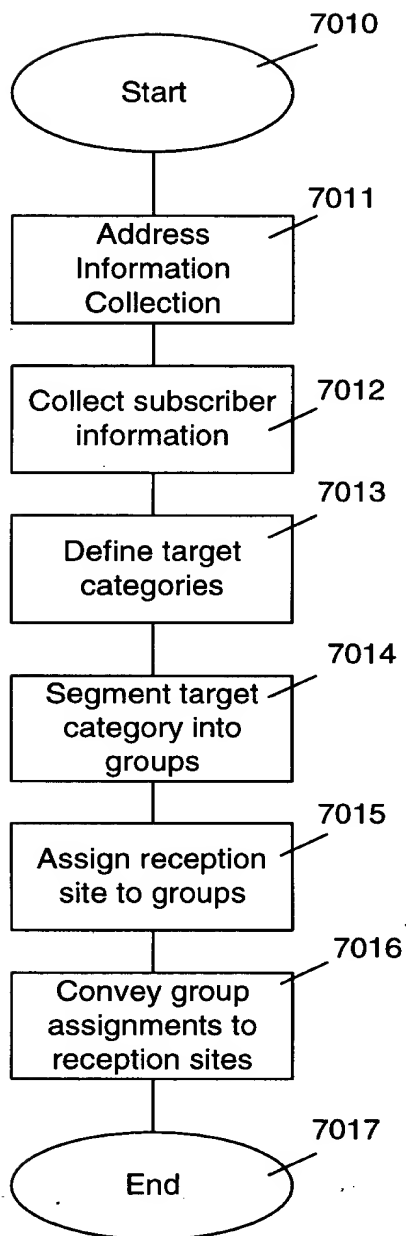 7010
Start
7011
Address
Information
Collection
7012
Collect subscriber
information
7013
Define target
categories
7014
Segment target
category into
groups
7015
Assign reception
site to groups
7016
Convey group
assignments to
reception sites
7017
End